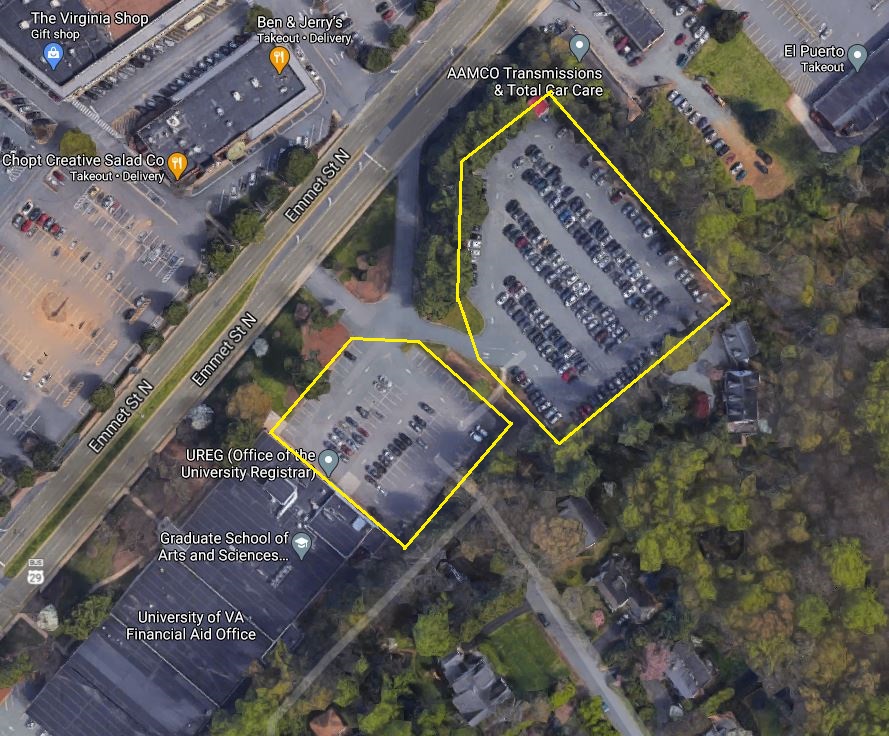 The Virginia Shop
Gift shop
Ben & Jerry's
Takeout • Delivery
AAMCO Transmissions
& Total Car Care
El Puerto
Takeout
Chopt Creative Salad Co
Takeout • Delivery
Emmet St N
Emmet St N
Emmet St N
UREG (Office of the
University Registrar)
Graduate School of
Arts and Sciences...
BUS
29
University of VA
Financial Aid Office